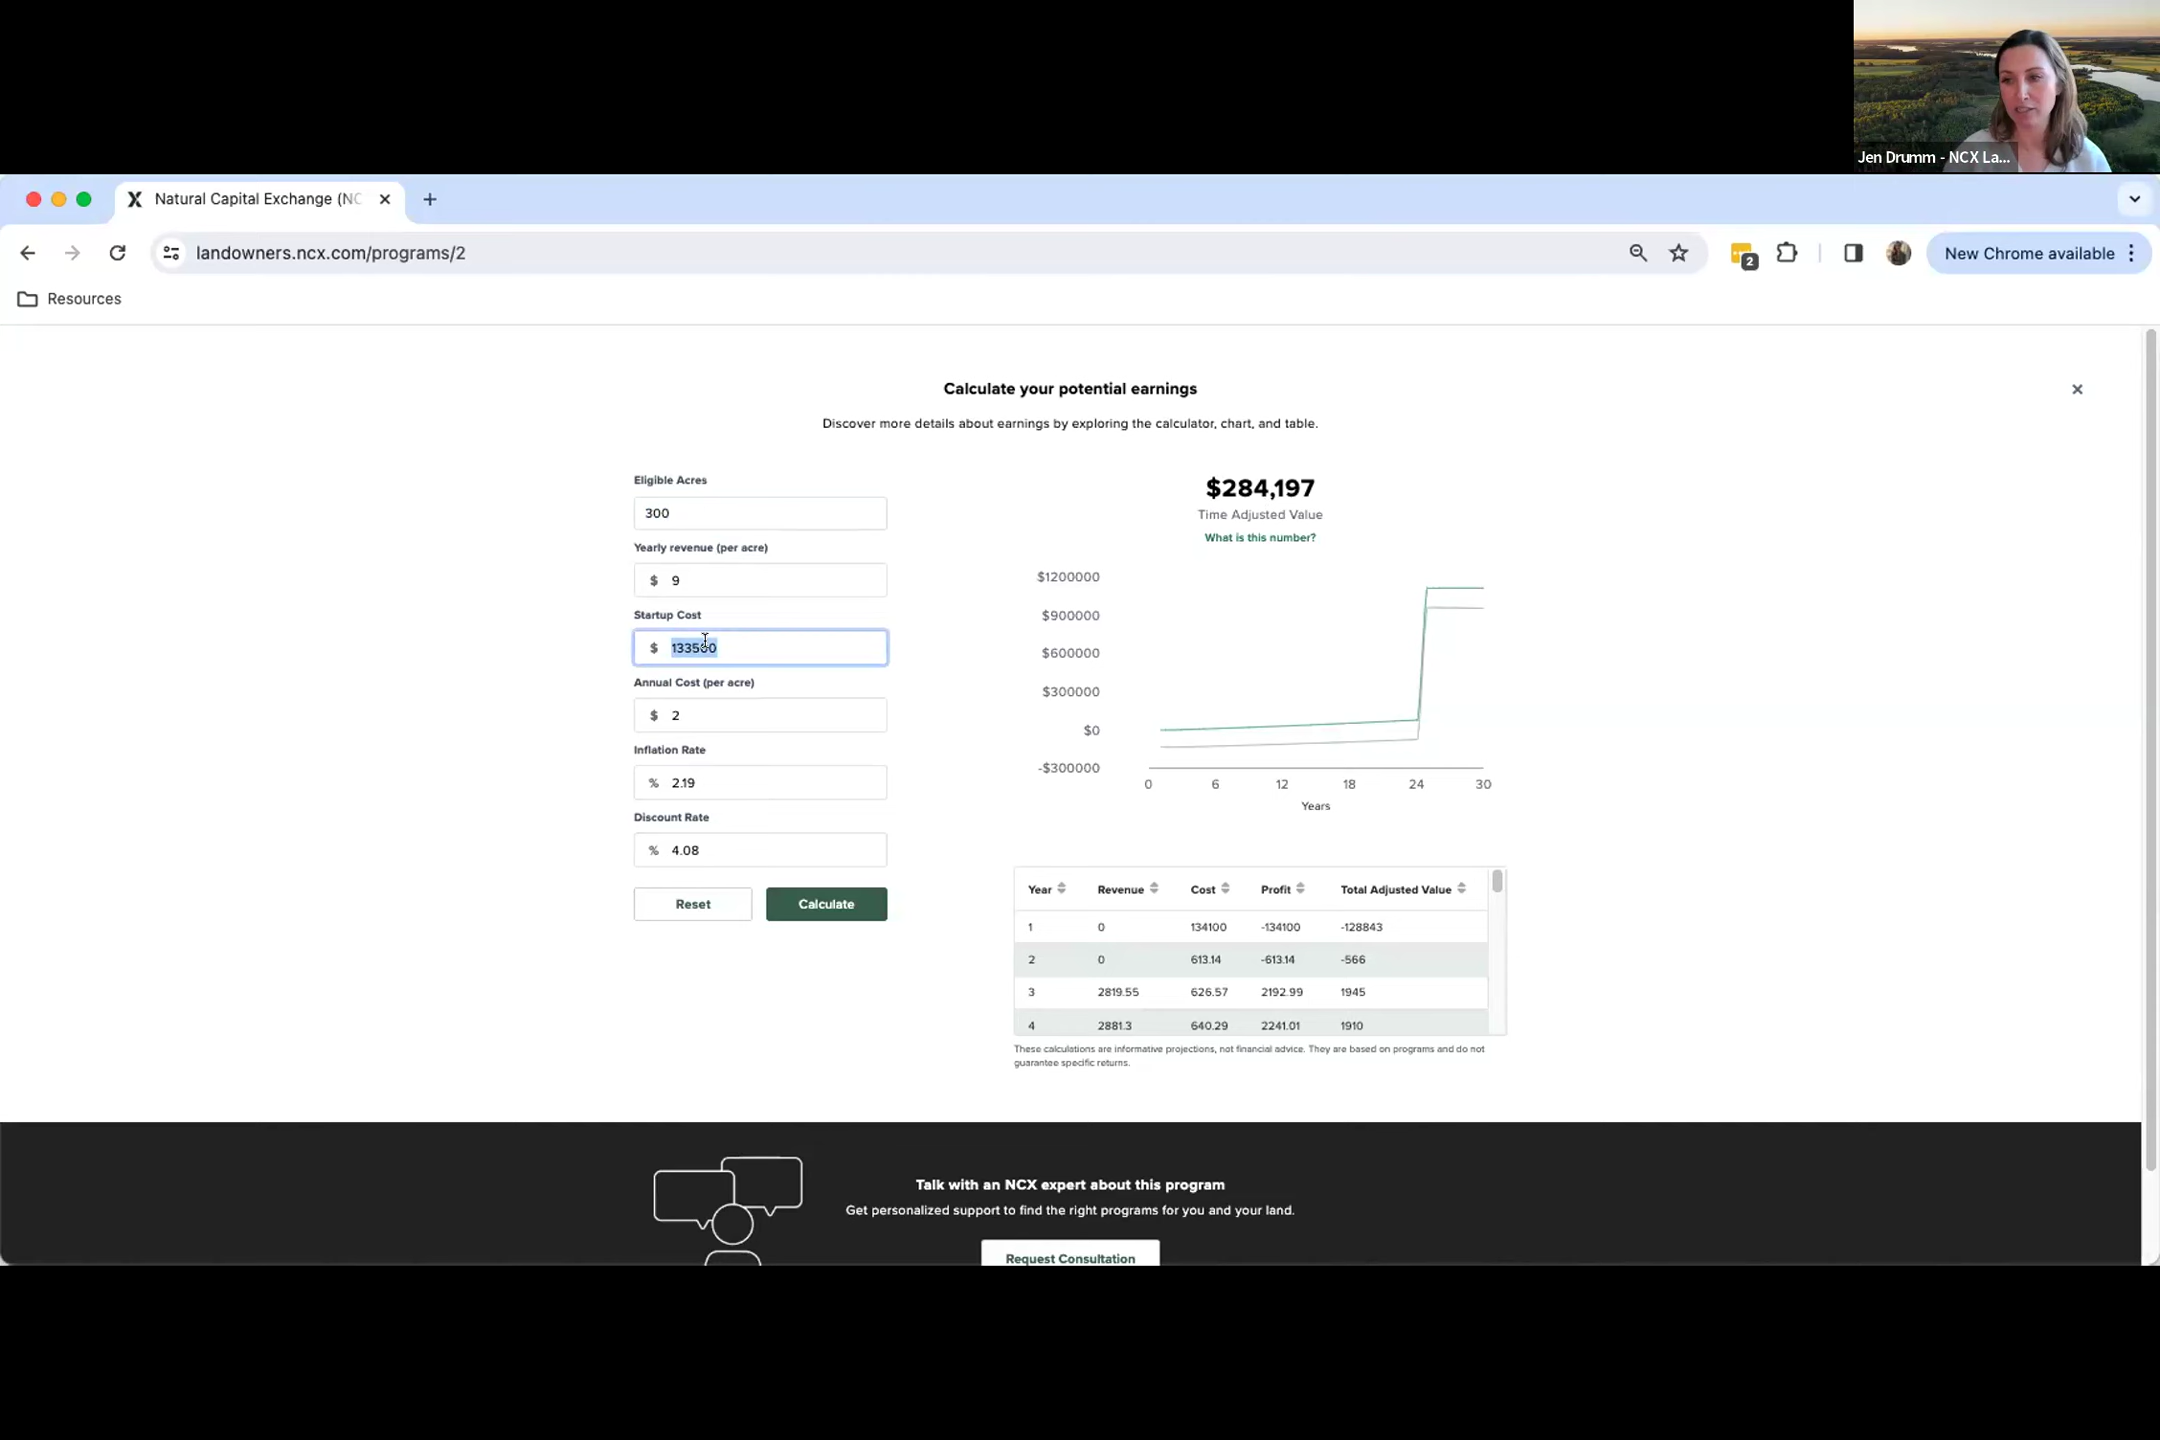 Jen Drumm - NCX La...
Natural Capital Exchange (NC
landowners.ncx.com/programs/2
2
New Chrome available
Resources
Calculate your potential earnings
Discover more details about earnings by exploring the calculator, chart, and table.
Eligible Acres
300
Yearly revenue (per acre)
$ 9
Startup Cost
$ 133500
Annual Cost (per acre)
$ 2
Inflation Rate
% 2.19
Discount Rate
% 4.08
Reset Calculate
$284,197
Time Adjusted Value
What is this number?
$1200000
$900000
$600000
$300000
$0
-$300000
0 6 12 18 24 30
Years
Year Revenue Cost Profit Total Adjusted Value
1 0 134100 -134100 -128843
2 0 613.14 -613.14 -566
3 2819.55 626.57 2192.99 1945
4 2881.3 640.29 2241.01 1910
These calculations are informative projections, not financial advice. They are based on programs and do not
guarantee specific returns.
Talk with an NCX expert about this program
Get personalized support to find the right programs for you and your land.
Request Consultation